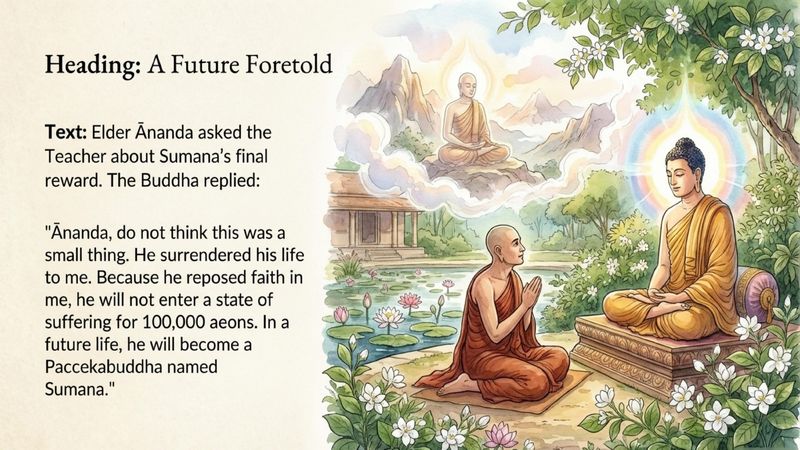 Heading: A Future Foretold
Text: Elder Ānanda asked the
Teacher about Sumana's final
reward. The Buddha replied:
"Ānanda, do not think this was a
small thing. He surrendered his life
to me. Because he reposed faith in
me, he will not enter a state of
suffering for 100,000 aeons. In a
future life, he will become a
Paccekabuddha named
Sumana."